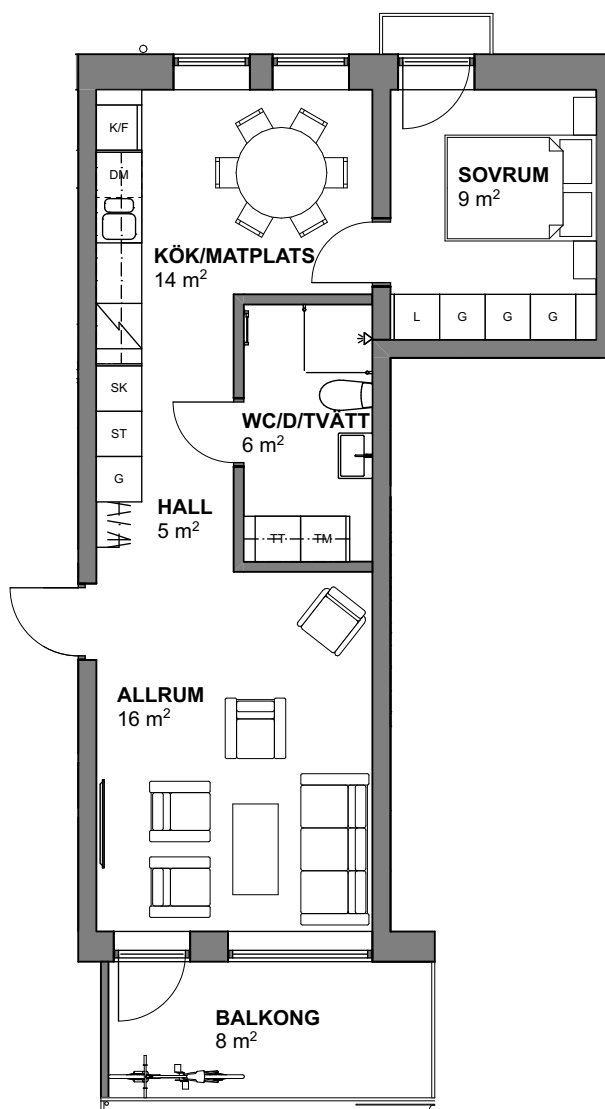 K/F
DM
SOVRUM
9 m²
KÖK/MATPLATS
14 m²
L G G G
SK
WC/D/TVÄTT
6 m²
ST
G
HALL
5 m²
TT TM
ALLRUM
16 m²
BALKONG
8 m²